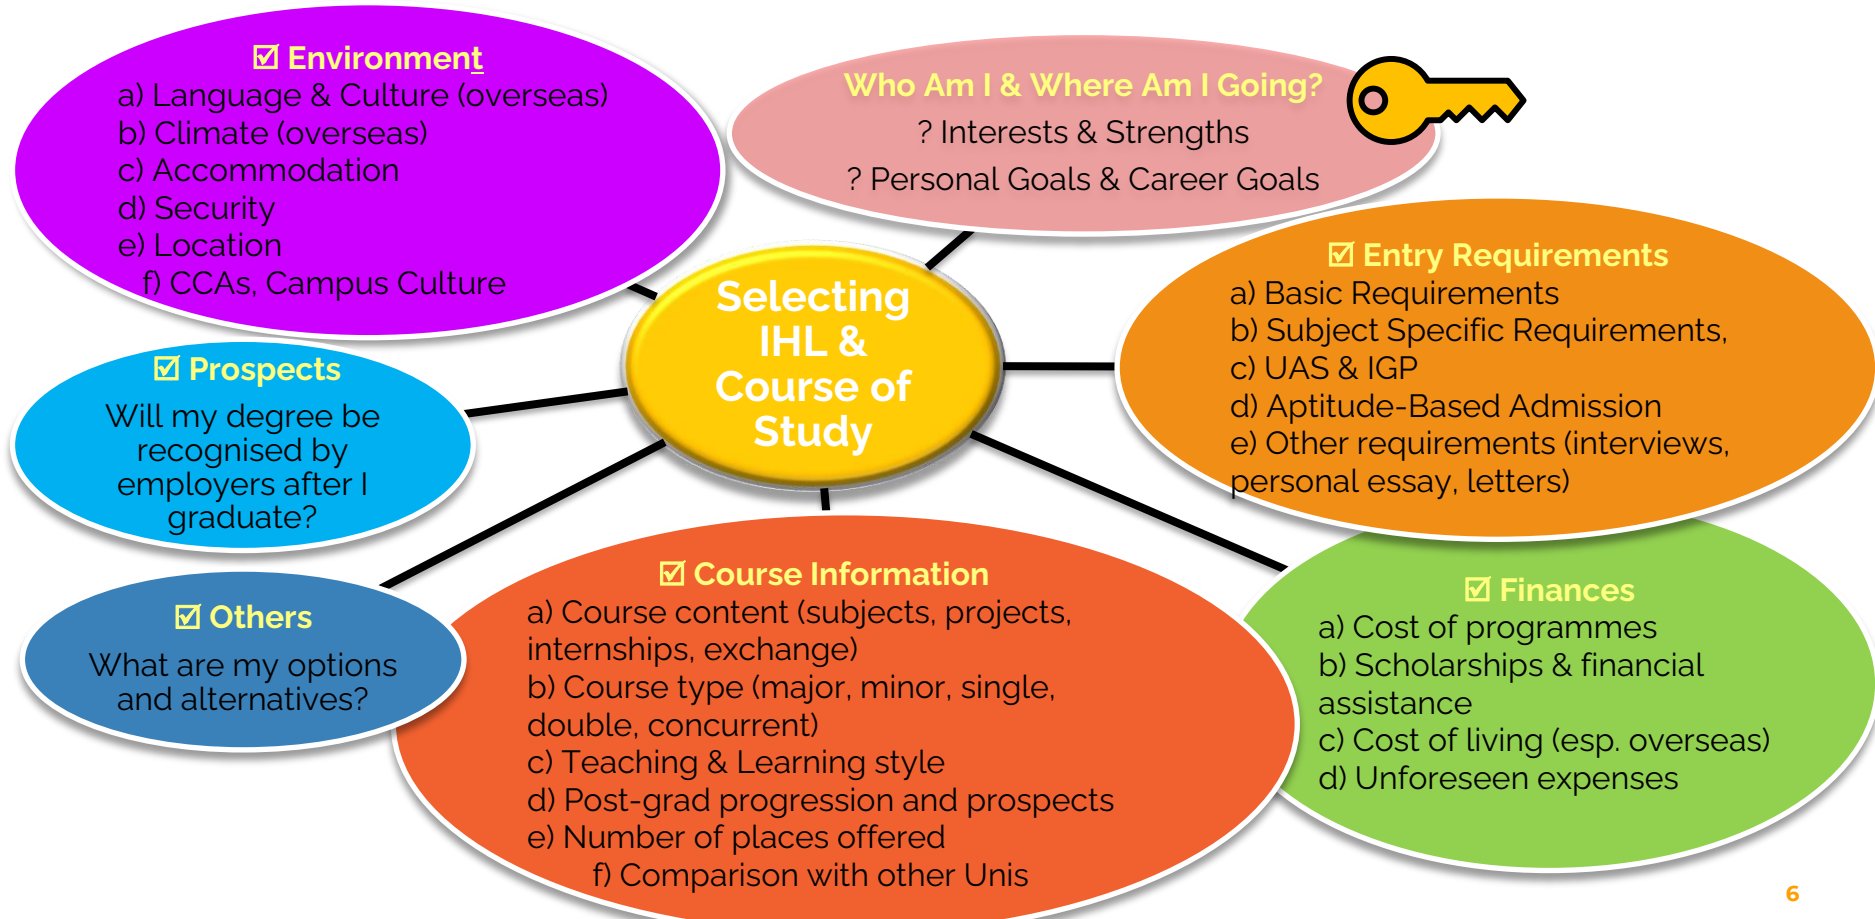 ☑ Environment
a) Language & Culture (overseas)
b) Climate (overseas)
c) Accommodation
d) Security
e) Location
f) CCAs, Campus Culture
Who Am I & Where Am I Going?
? Interests & Strengths
? Personal Goals & Career Goals
Selecting
IHL &
Course of
Study
☑ Entry Requirements
a) Basic Requirements
b) Subject Specific Requirements,
c) UAS & IGP
d) Aptitude-Based Admission
e) Other requirements (interviews,
personal essay, letters)
☑ Prospects
Will my degree be
recognised by
employers after I
graduate?
☑ Others
What are my options
and alternatives?
☑ Course Information
a) Course content (subjects, projects,
internships, exchange)
b) Course type (major, minor, single,
double, concurrent)
c) Teaching & Learning style
d) Post-grad progression and prospects
e) Number of places offered
f) Comparison with other Unis
☑ Finances
a) Cost of programmes
b) Scholarships & financial
assistance
c) Cost of living (esp. overseas)
d) Unforeseen expenses
6